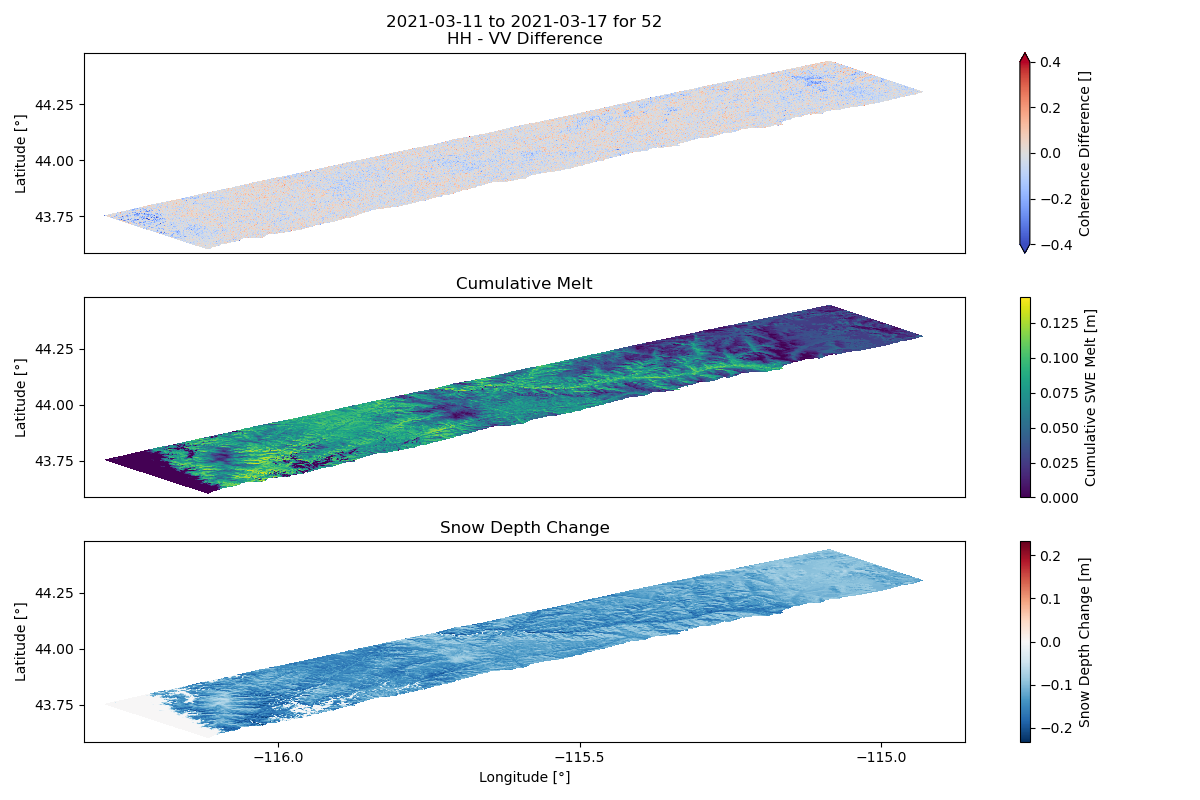 2021-03-11 to 2021-03-17 for 52
HH - VV Difference
44.25
44.00
43.75
Latitude [°]
0.4
0.2
0.0
−0.2
−0.4
Coherence Difference []
Cumulative Melt
44.25
44.00
43.75
Latitude [°]
0.125
0.100
0.075
0.050
0.025
0.000
Cumulative SWE Melt [m]
Snow Depth Change
44.25
44.00
43.75
Latitude [°]
0.2
0.1
0.0
−0.1
−0.2
Snow Depth Change [m]
−116.0 −115.5 −115.0
Longitude [°]